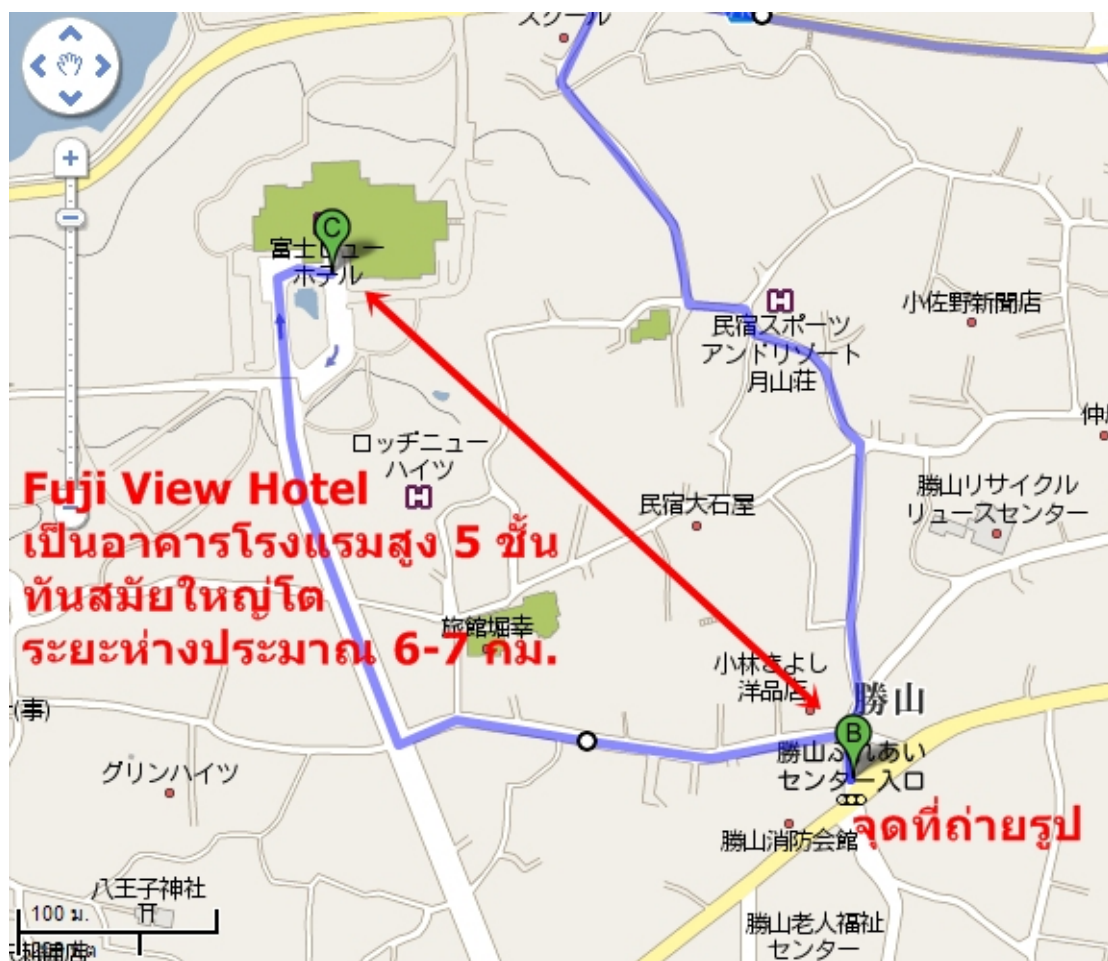 スクール
C
富士ビュー
ホテル
民宿スポーツ
アンドリゾート
月山荘
小佐野新聞店
ロッヂニュー
ハイツ
Fuji View Hotel
เป็นอาคารโรงแรมสูง 5 ชั้น
ทันสมัยใหญ่โต
ระยะห่างประมาณ 6-7 กม.
民宿大石屋
勝山リサイクル
リュースセンター
旅館堀幸
小林きよし
洋品店
勝山
(事)
B
勝山ふれあい
センター入口
グリンハイツ
จุดที่ถ่ายรูป
勝山消防会館
八王子神社
100 ม.
勝山老人福祉
センター